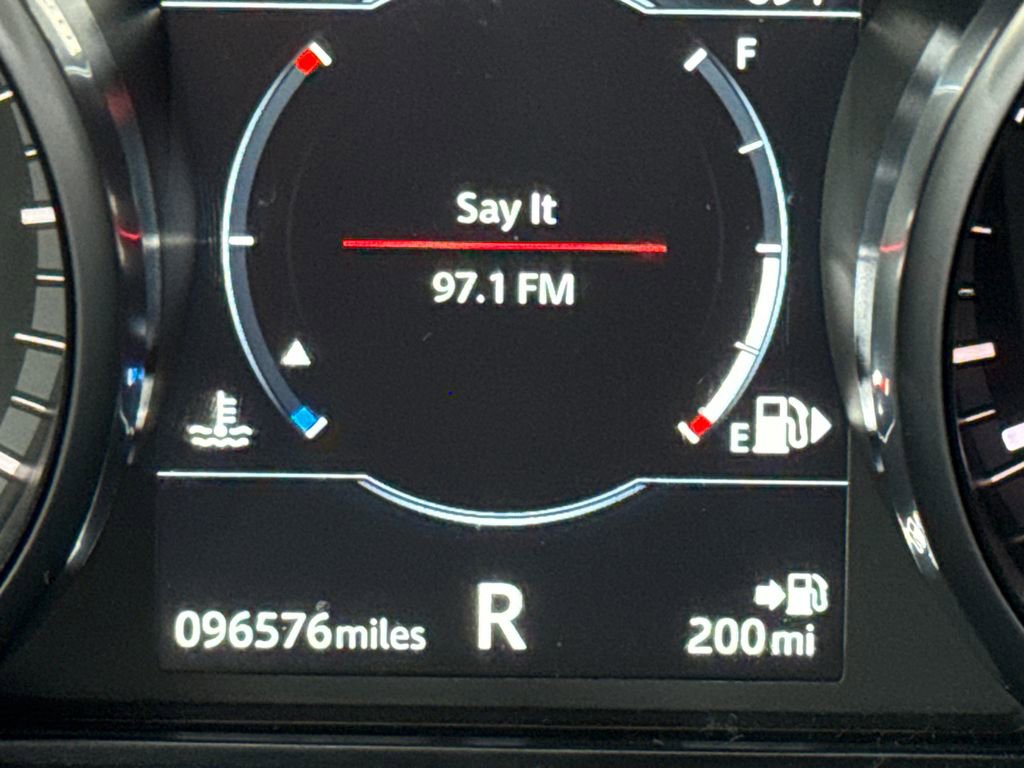 F
Say It
97.1 FM
E
096576miles
R
200mi